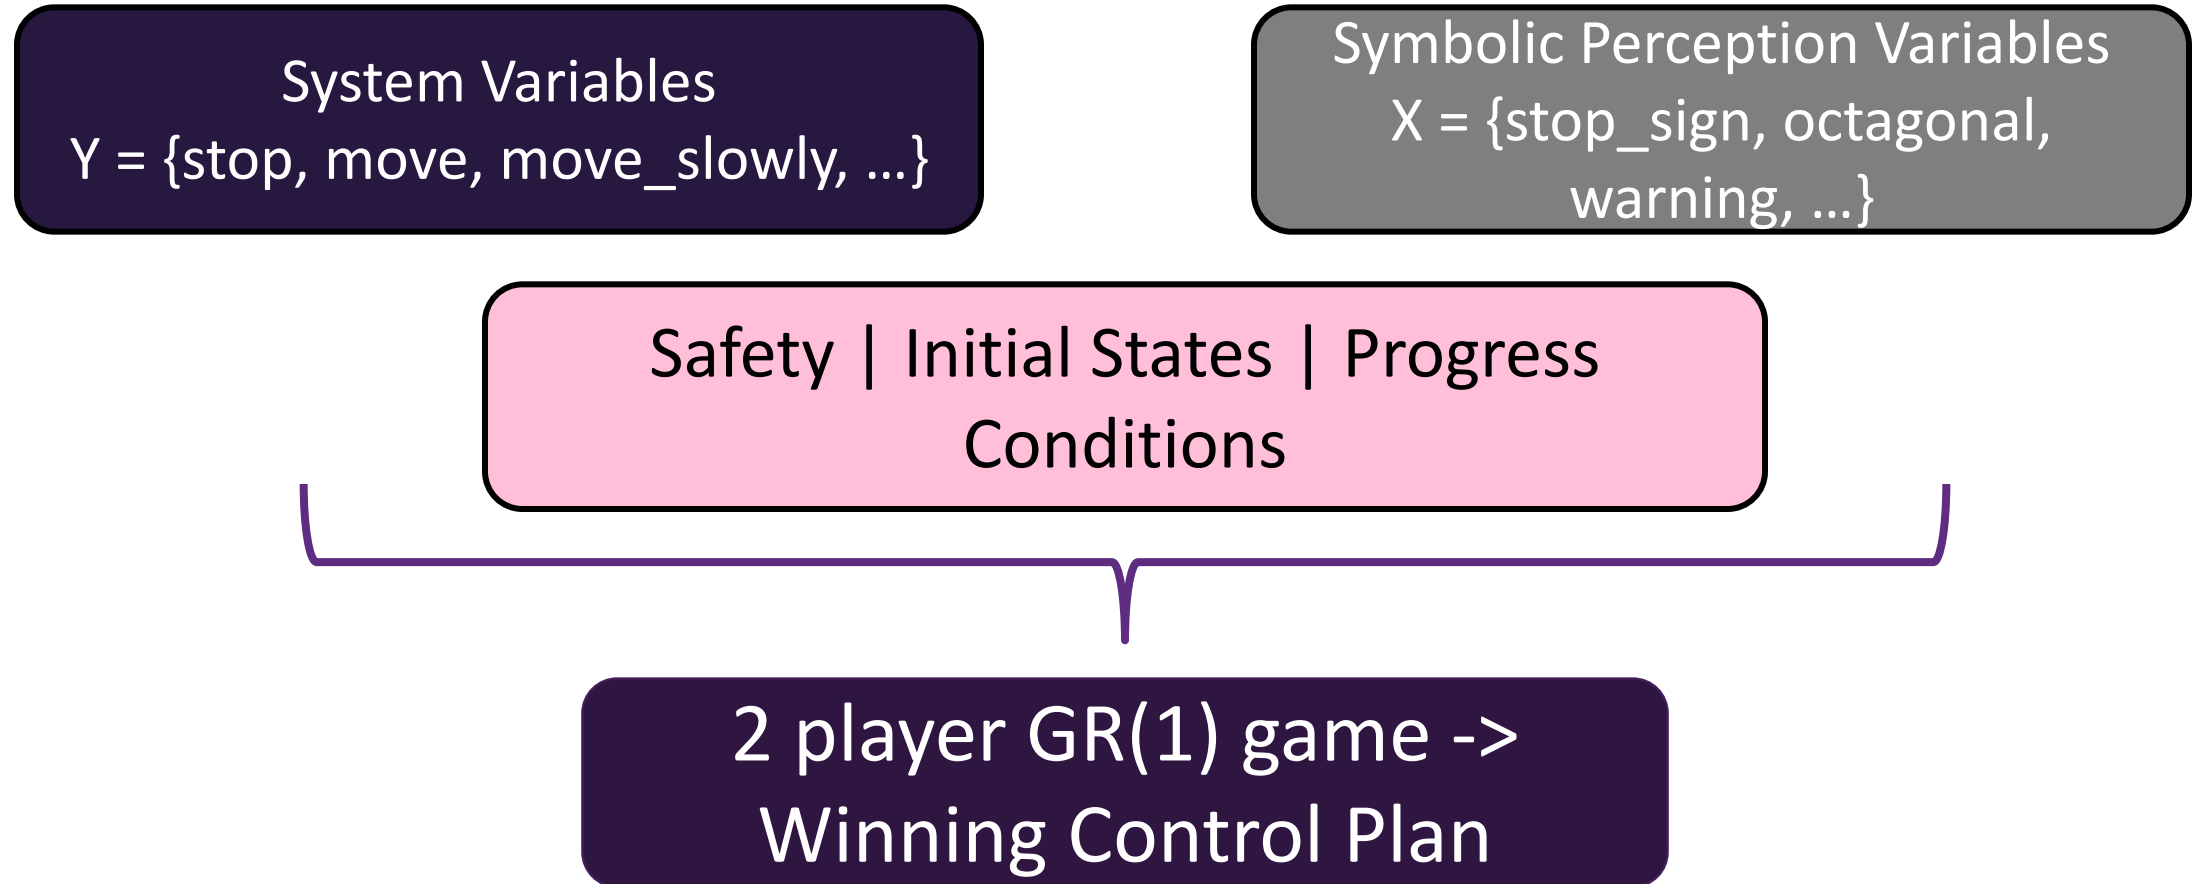 System Variables
Y = {stop, move, move_slowly, …}
Symbolic Perception Variables
X = {stop_sign, octagonal,
warning, …}
Safety | Initial States | Progress
Conditions
2 player GR(1) game ->
Winning Control Plan